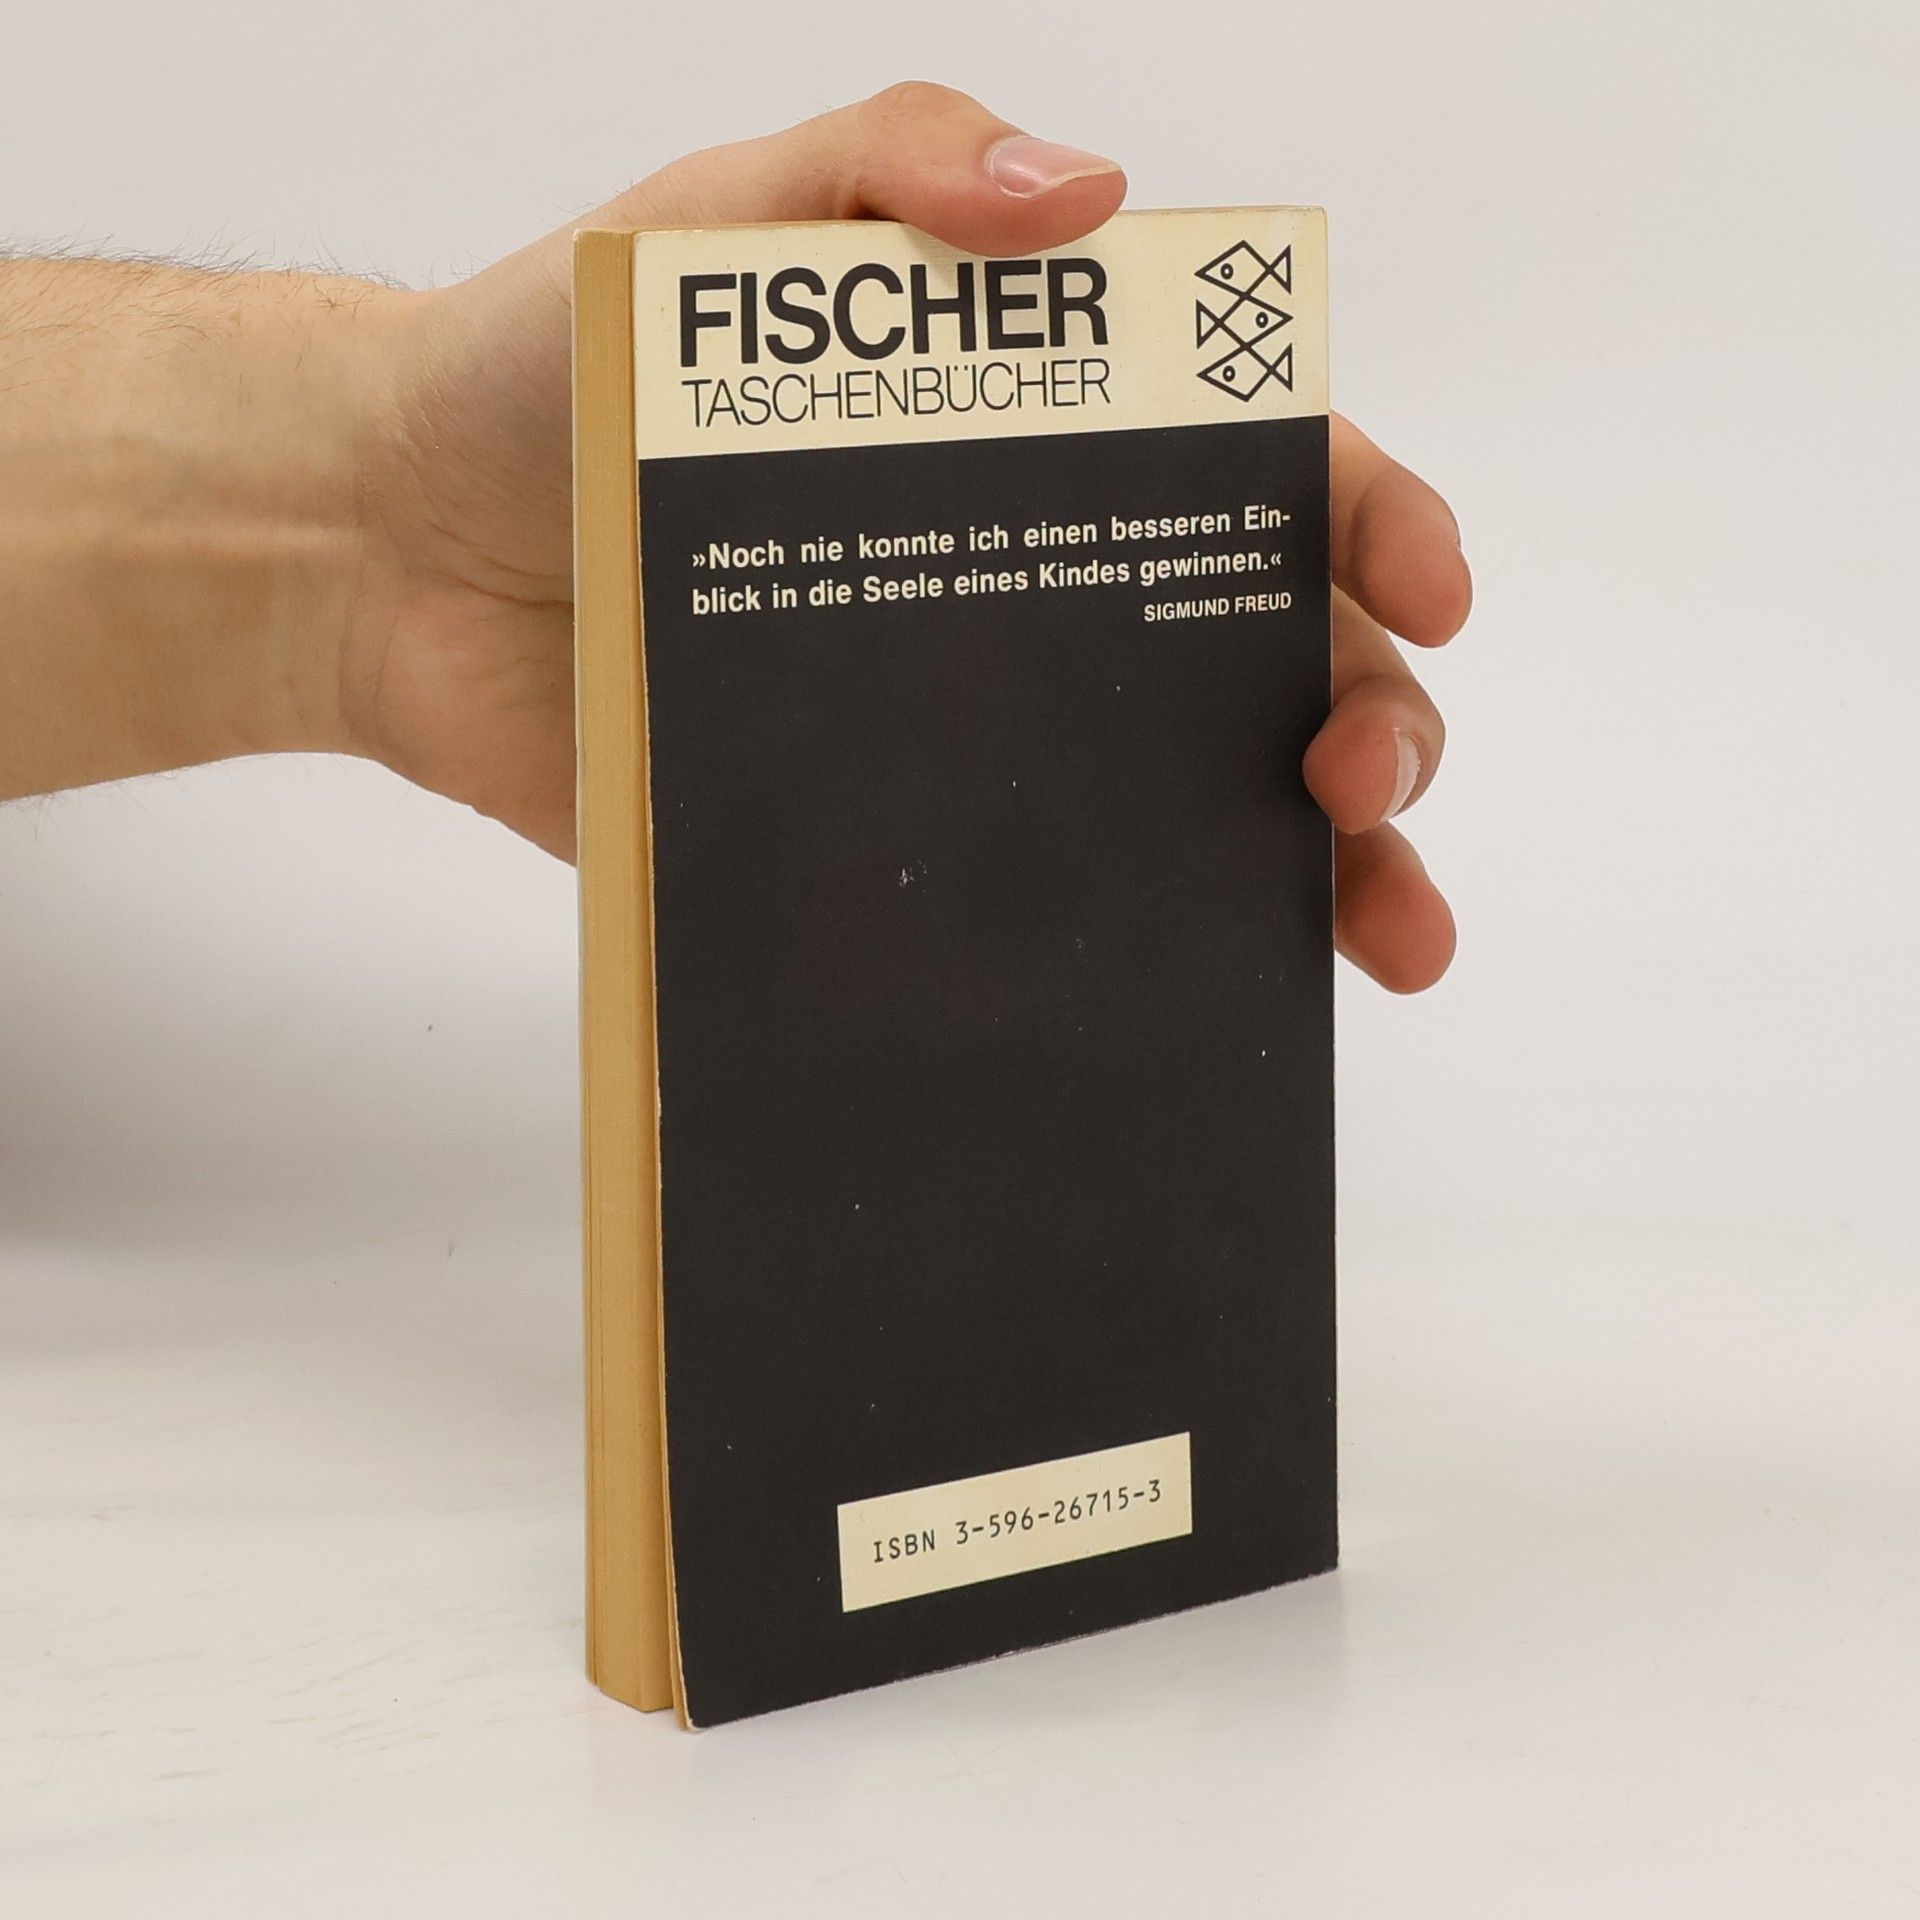 FISCHER
TASCHENBÜCHER
»Noch nie konnte ich einen besseren Ein-
blick in die Seele eines Kindes gewinnen.«
SIGMUND FREUD
ISBN 3-596-26715-3